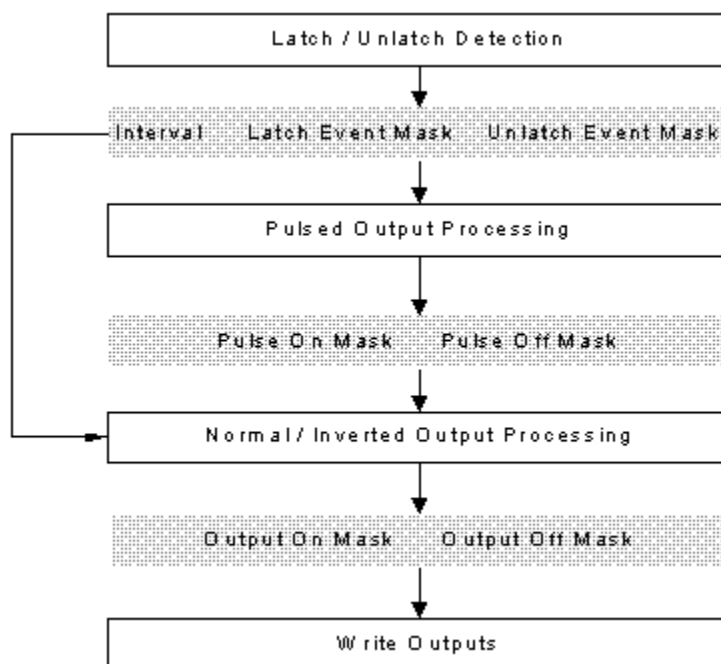 Latch / Unlatch Detection
Interval Latch Event Mask Unlatch Event Mask
Pulsed Output Processing
Pulse On Mask Pulse Off Mask
Normal / Inverted Output Processing
Output On Mask Output Off Mask
Write Outputs